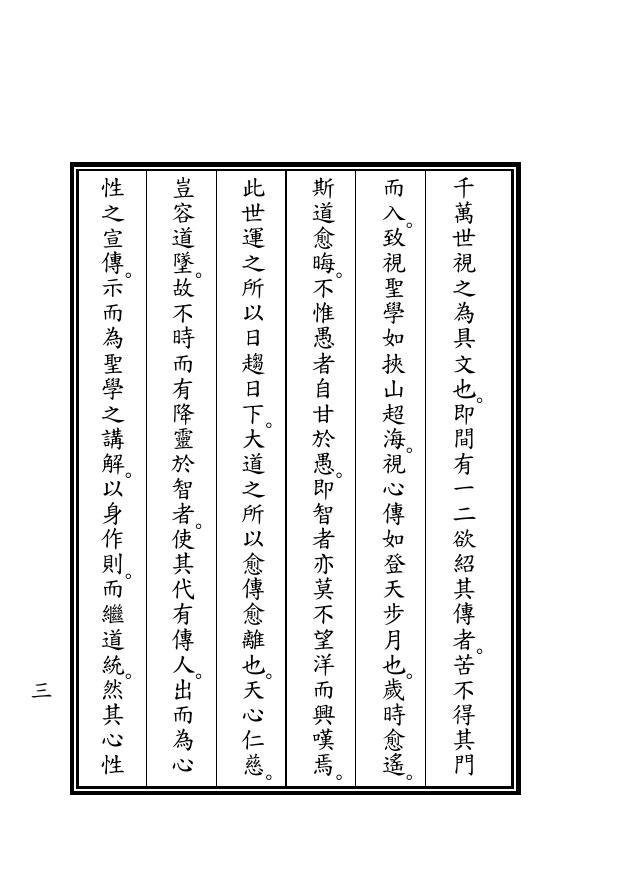 千萬世視之為具文也。即間有一二欲紹其傳者。苦不得其門
而入。致視聖學如挾山超海。視心傳如登天步月也。歲時愈遙。
斯道愈晦。不惟愚者自甘於愚。即智者亦莫不望洋而興嘆焉。
此世運之所以日趨日下。大道之所以愈傳愈離也。天心仁慈。
豈容道墜。故不時而有降靈於智者。使其代有傳人。出而為心
性之宣傳。示而為聖學之講解。以身作則。而繼道統。然其心性
三